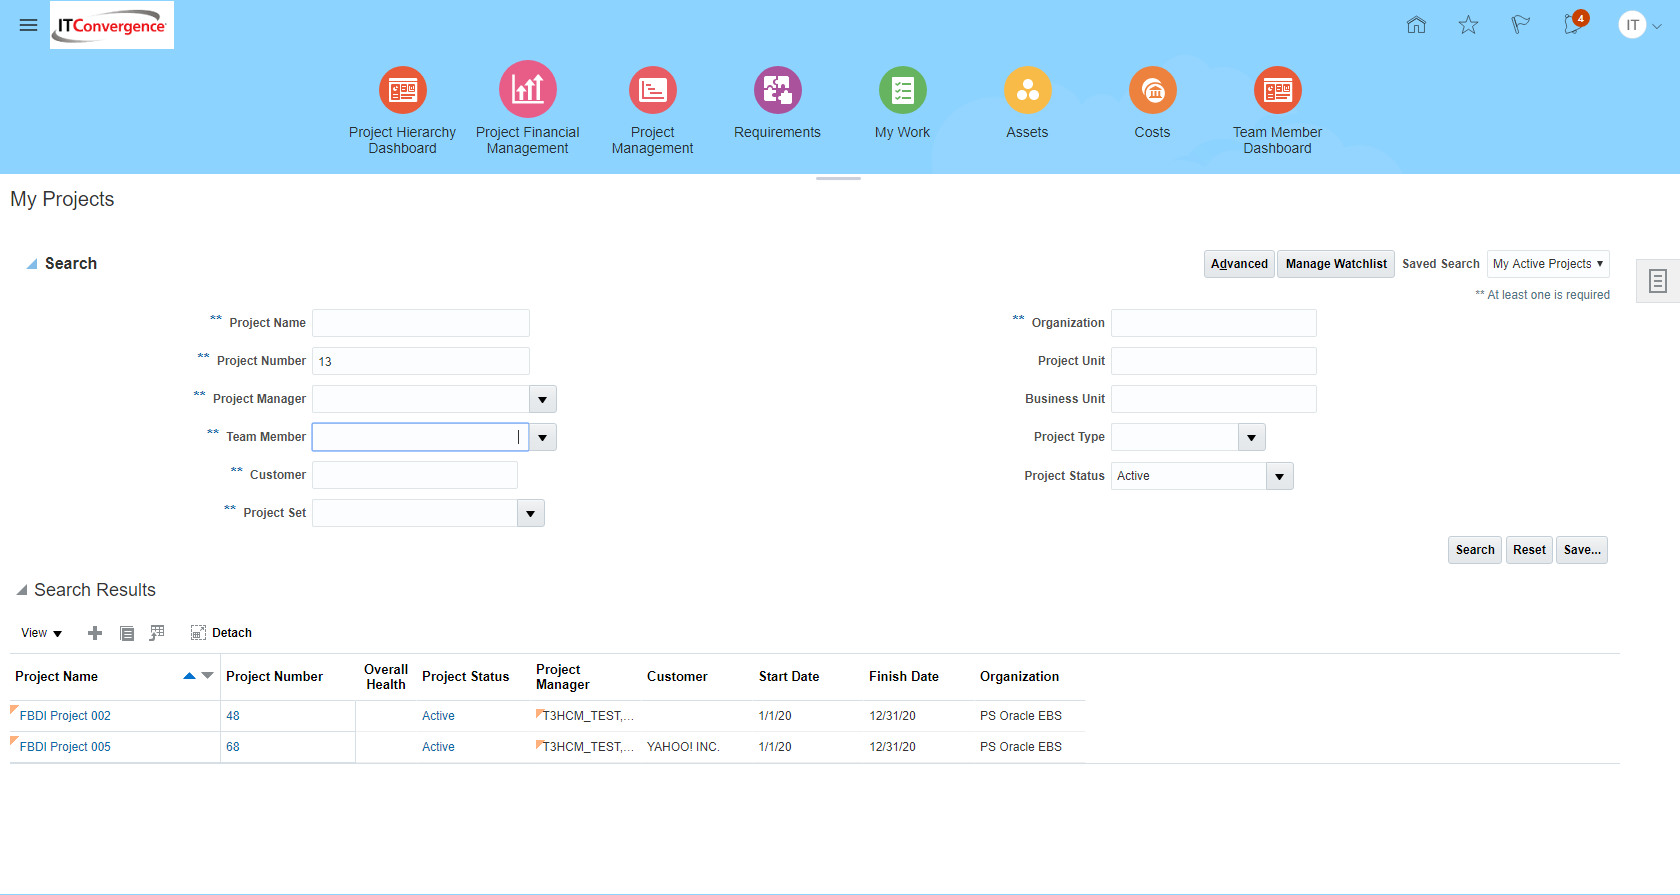 ITConvergence
4
IT
Project Hierarchy
Dashboard
Project Financial
Management
Project
Management
Requirements
My Work
Assets
Costs
Team Member
Dashboard
My Projects
Search
Advanced
Manage Watchlist
Saved Search
My Active Projects
** At least one is required
** Project Name
** Project Number 13
** Project Manager
** Team Member
** Customer
** Project Set
** Organization
Project Unit
Business Unit
Project Type
Project Status Active
Search
Reset
Save...
Search Results
View
Detach
Project Name
Project Number
Overall
Health
Project Status
Project
Manager
Customer
Start Date
Finish Date
Organization
FBDI Project 002 48 Active T3HCM_TEST,... 1/1/20 12/31/20 PS Oracle EBS
FBDI Project 005 68 Active T3HCM_TEST,... YAHOO! INC. 1/1/20 12/31/20 PS Oracle EBS